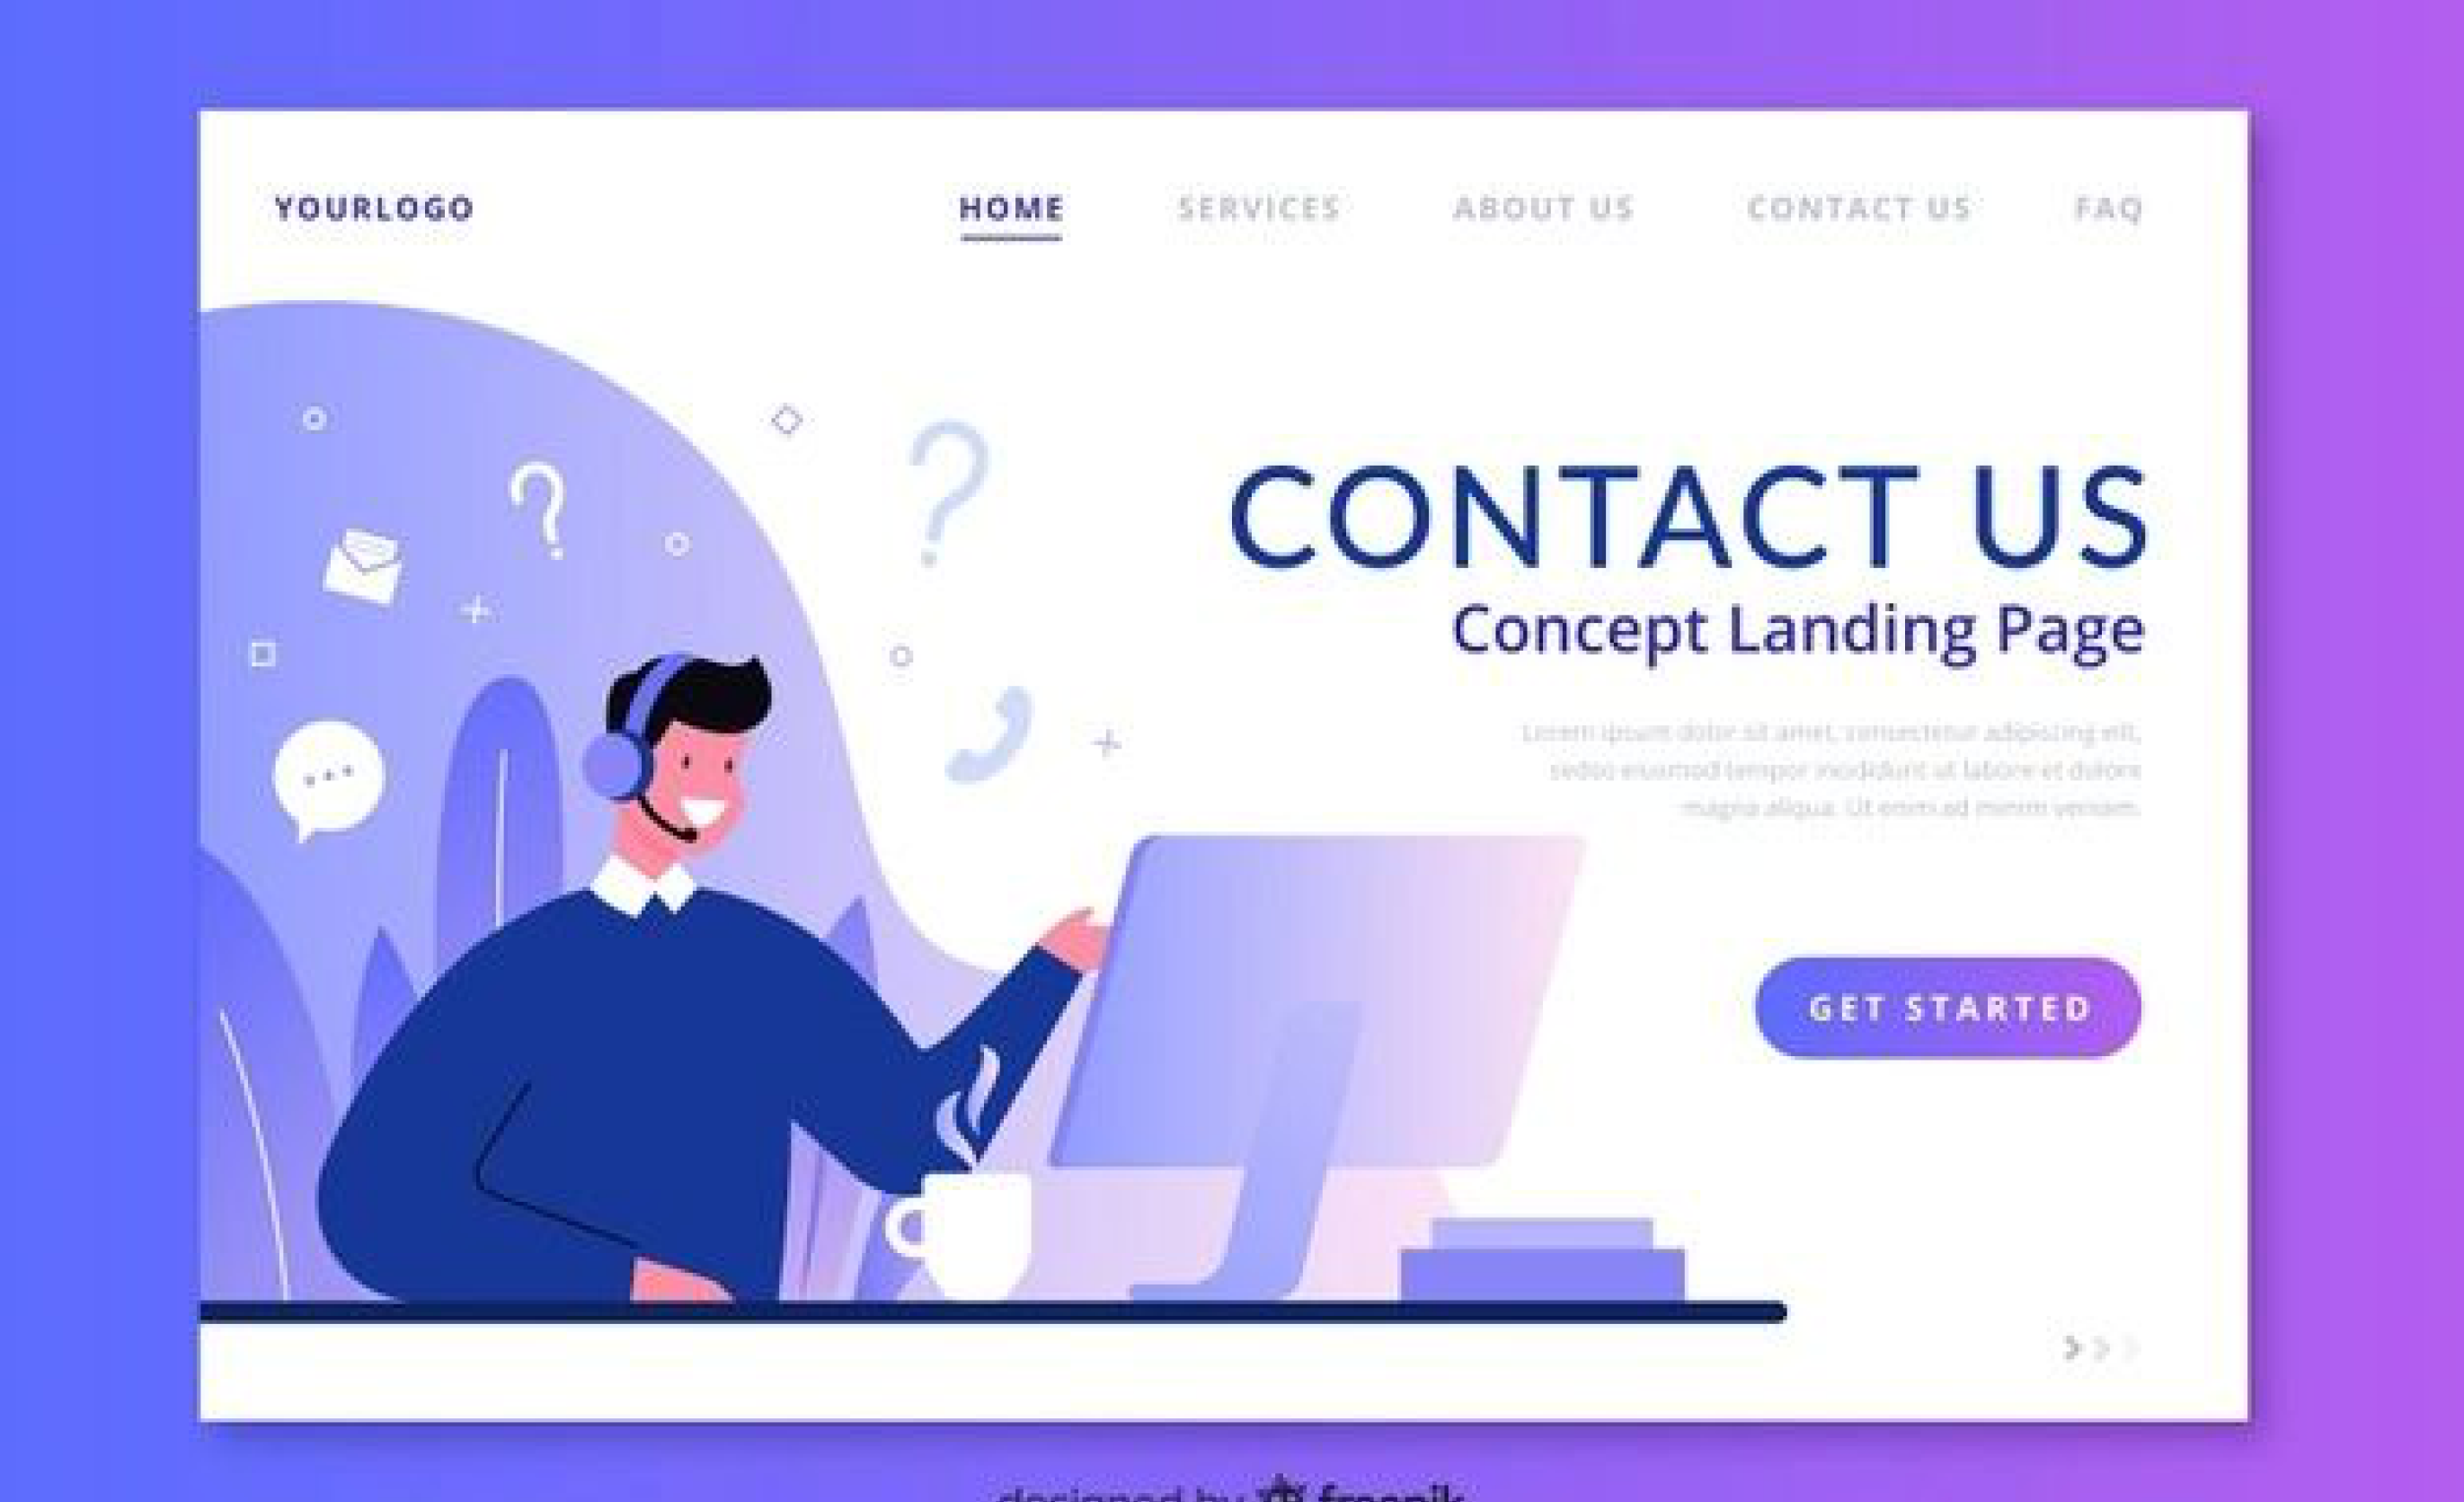 YOURLOGO
HOME SERVICES ABOUT US CONTACT US FAQ
CONTACT US
Concept Landing Page
Lorem ipsum dolor sit amet, consectetur adipiscing elit,
eiusmod tempor incididunt ut labore et dolore
magna aliqua. Ut enim ad minim veniam.
GET STARTED
designed by freepik